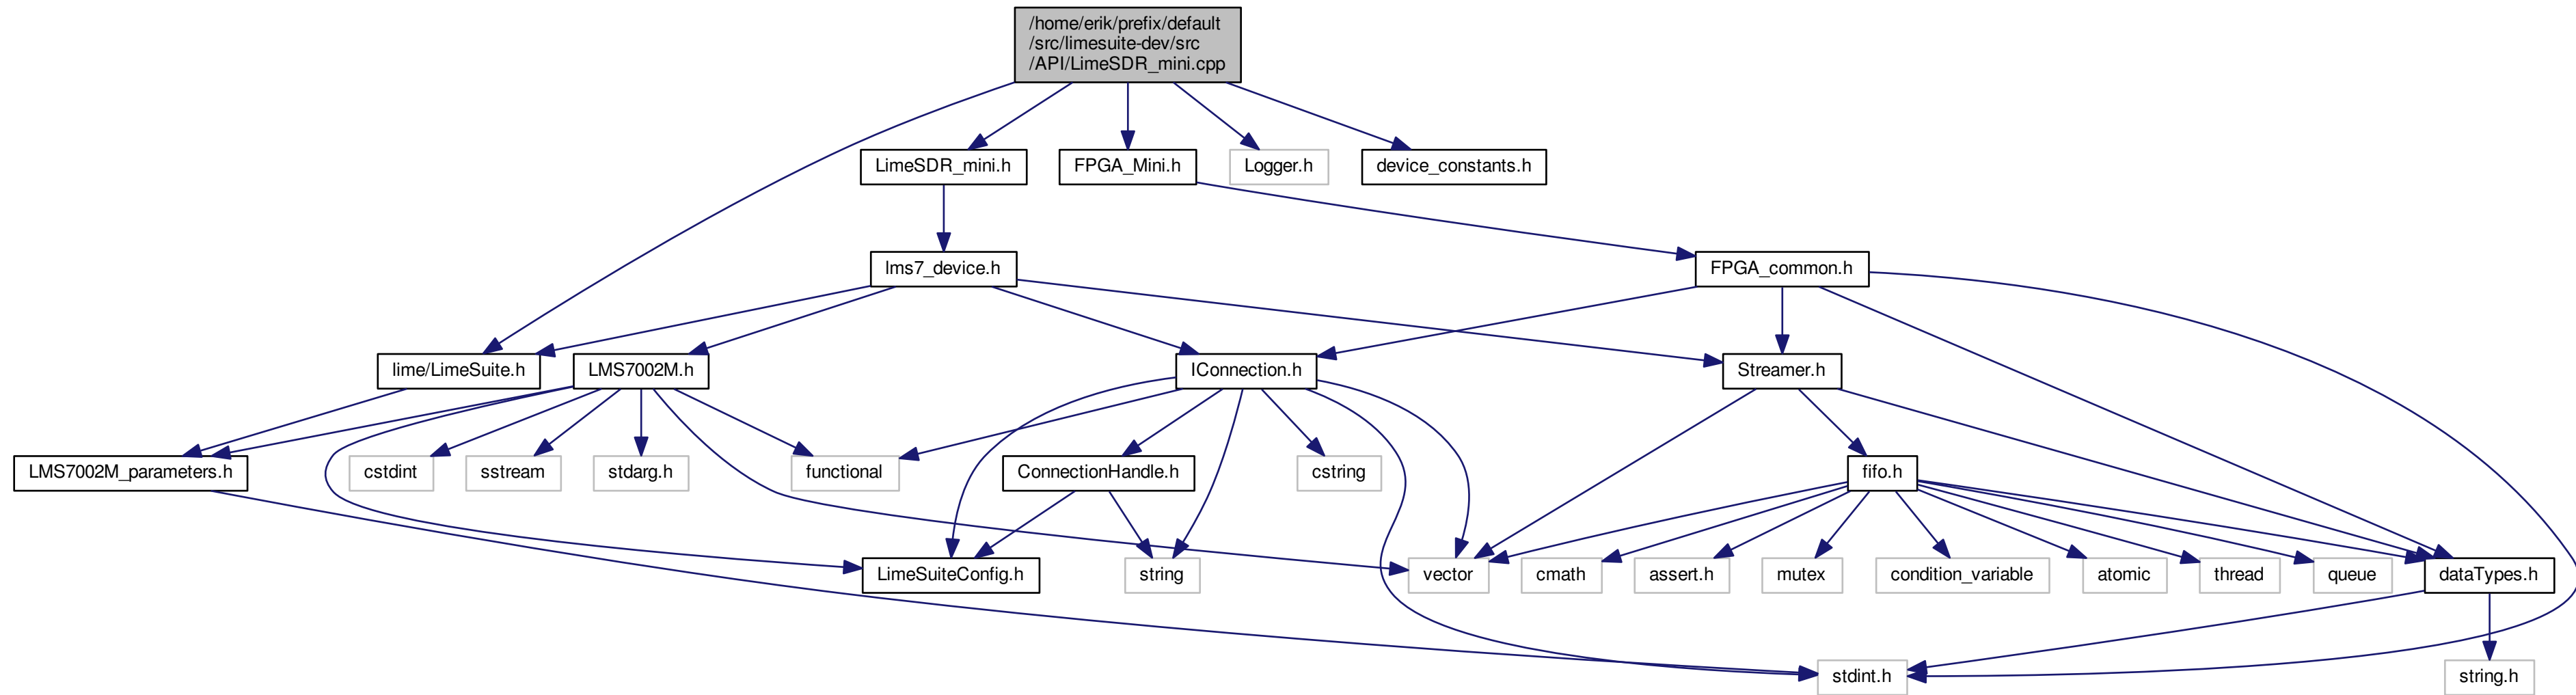 /home/erik/prefix/default
/src/limesuite-dev/src
/API/LimeSDR_mini.cpp
LimeSDR_mini.h
FPGA_Mini.h
Logger.h
device_constants.h
lms7_device.h
FPGA_common.h
lime/LimeSuite.h
LMS7002M.h
IConnection.h
Streamer.h
LMS7002M_parameters.h
cstdint
sstream
stdarg.h
functional
ConnectionHandle.h
cstring
fifo.h
LimeSuiteConfig.h
string
vector
cmath
assert.h
mutex
condition_variable
atomic
thread
queue
dataTypes.h
stdint.h
string.h